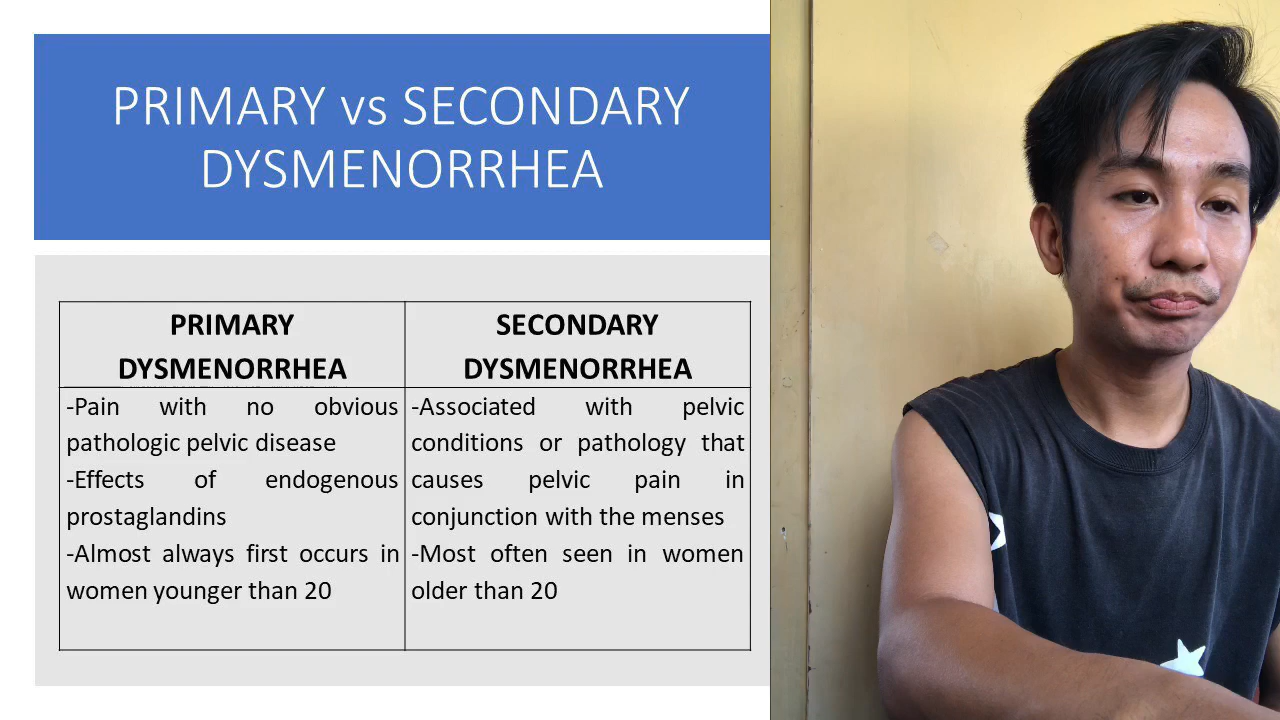 PRIMARY vs SECONDARY
DYSMENORRHEA
PRIMARY
DYSMENORRHEA
-Pain with no obvious
pathologic pelvic disease
-Effects of endogenous
prostaglandins
-Almost always first occurs in
women younger than 20
SECONDARY
DYSMENORRHEA
-Associated with pelvic
conditions or pathology that
causes pelvic pain in
conjunction with the menses
-Most often seen in women
older than 20